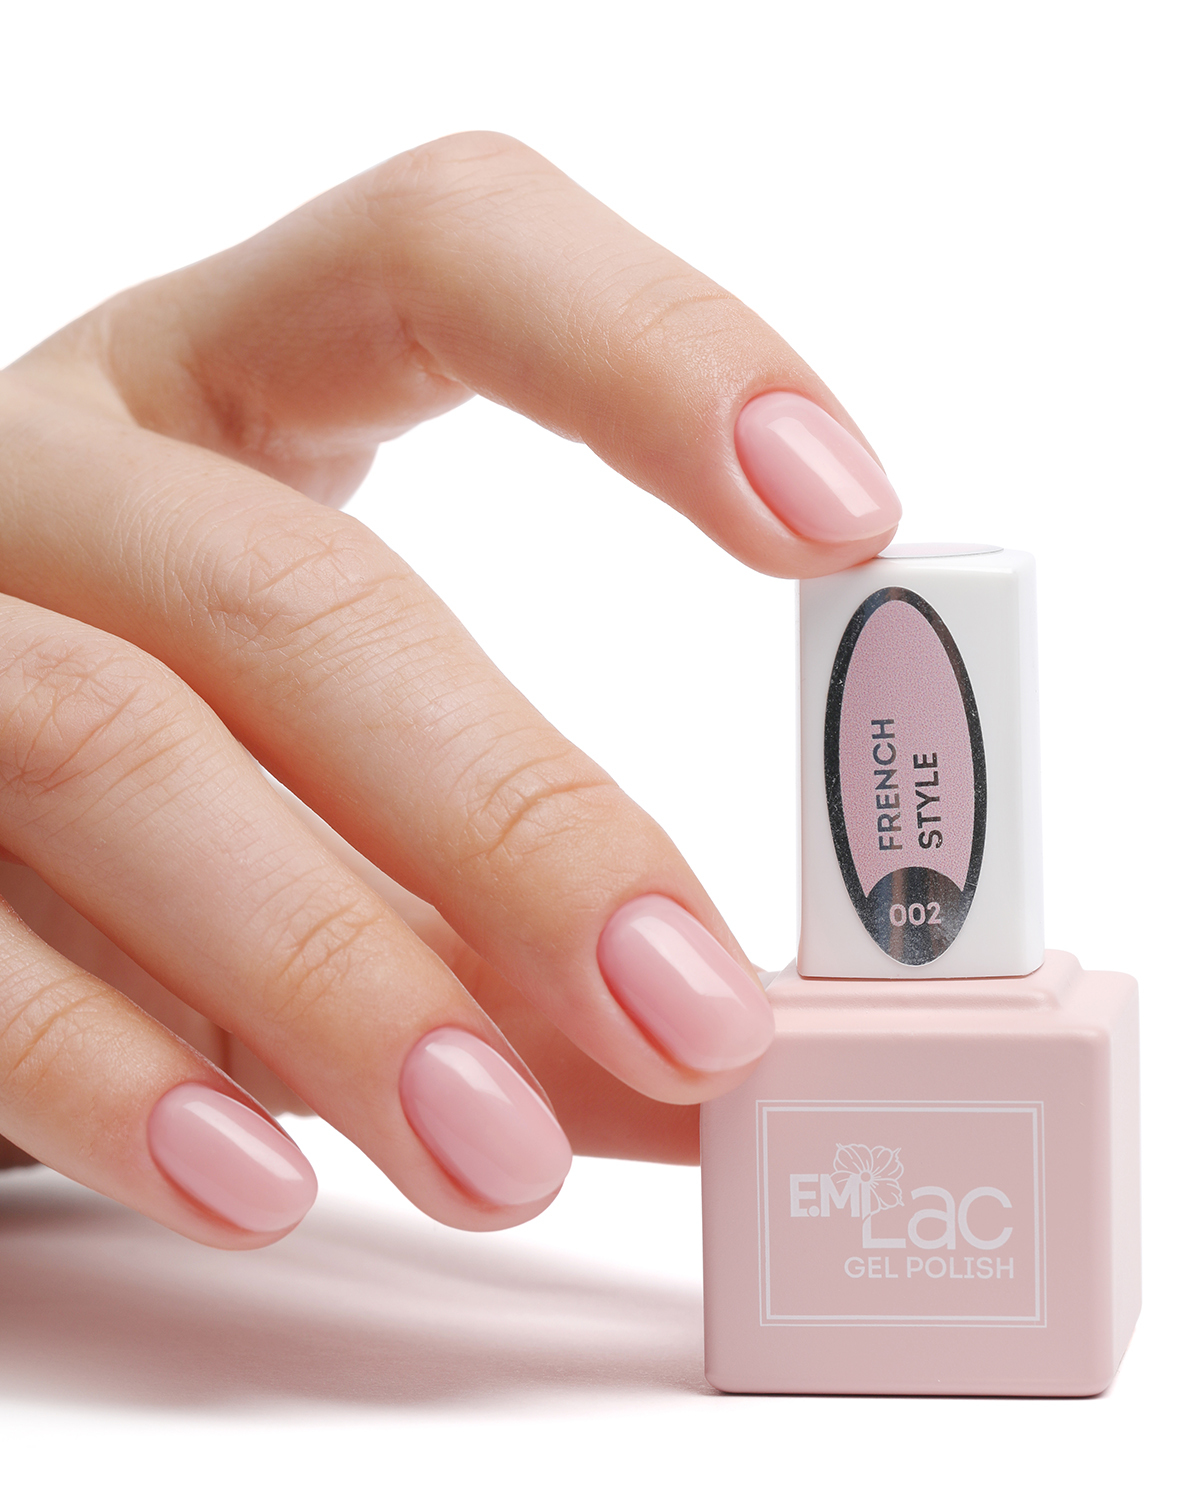 FRENCH
STYLE
002
E.MiLac
GEL POLISH